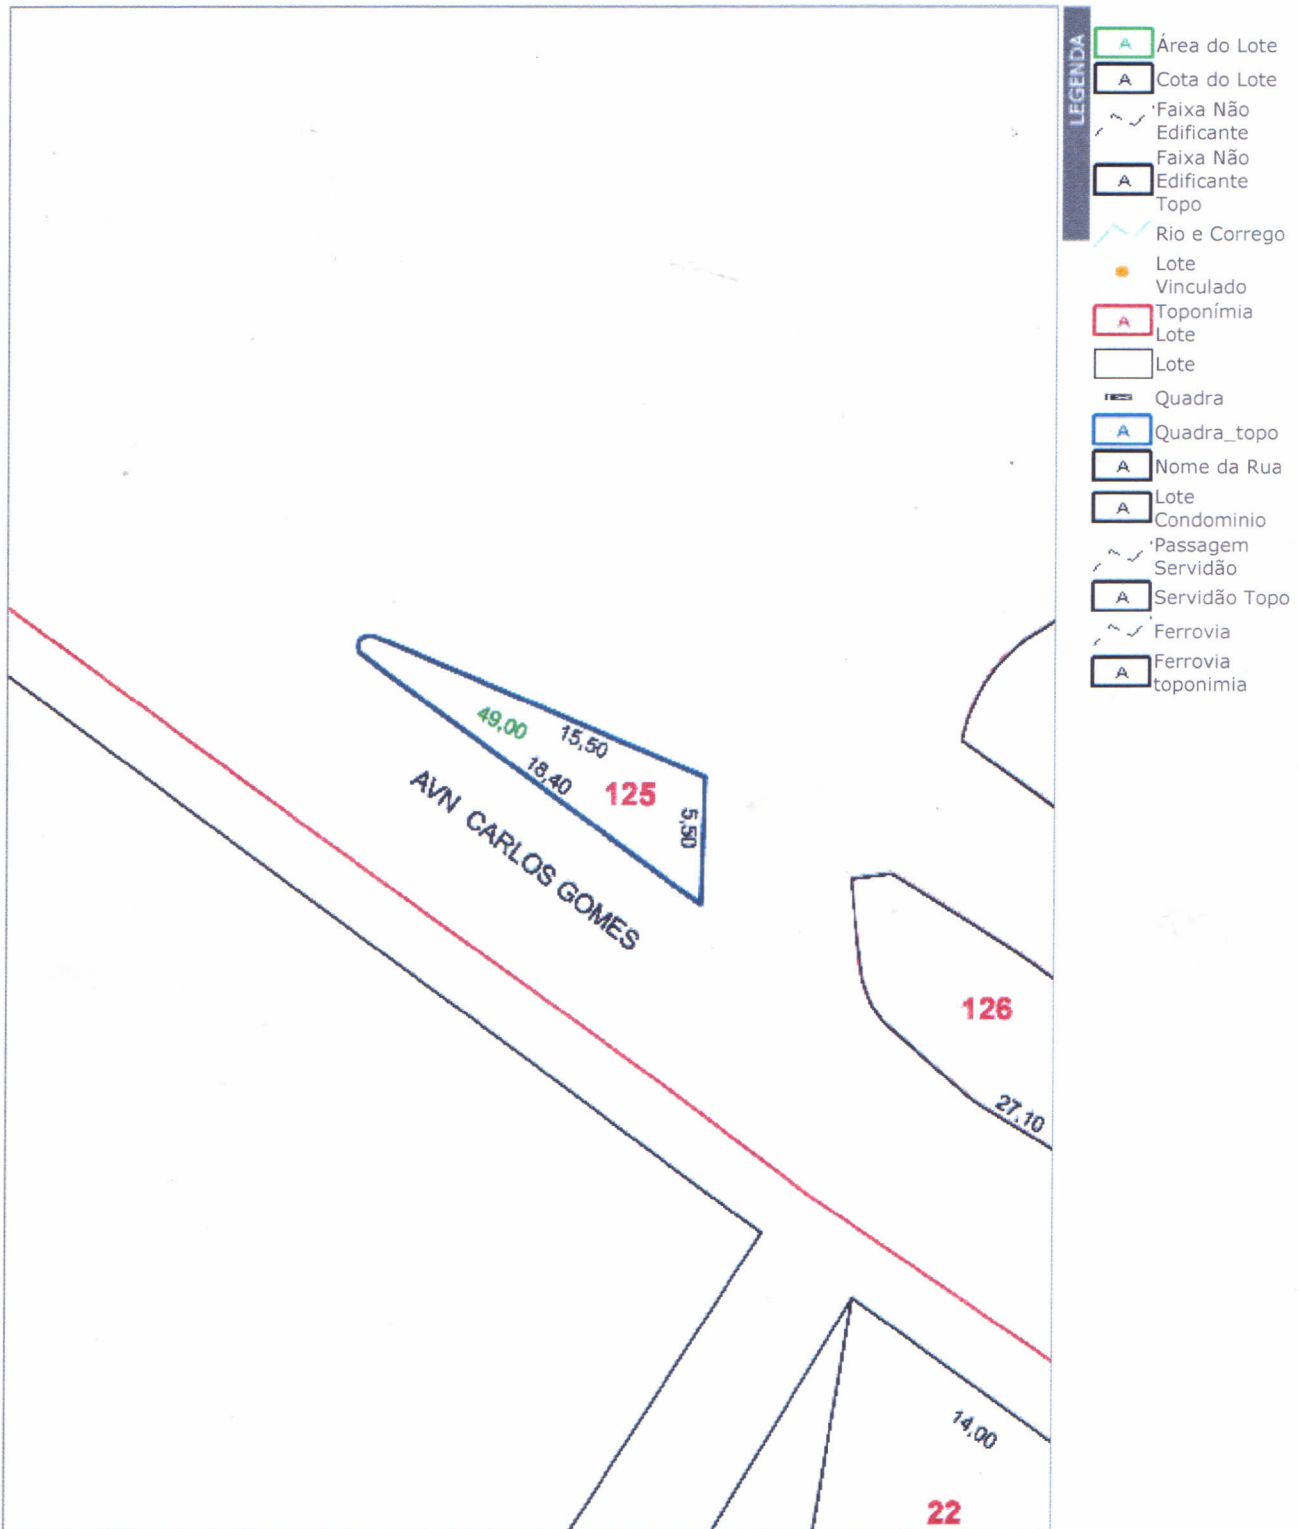 LEGENDA
A Área do Lote
A Cota do Lote
Faixa Não
Edificante
Faixa Não
A Edificante
Topo
Rio e Corrego
Lote
Vinculado
A Toponímia
Lote
Lote
Quadra
A Quadra_topo
A Nome da Rua
A Lote
Condominio
Passagem
Servidão
A Servidão Topo
Ferrovia
A Ferrovia
toponimia
49,00
15,50
18,40
125
5,50
AVN CARLOS GOMES
126
27,10
14,00
22